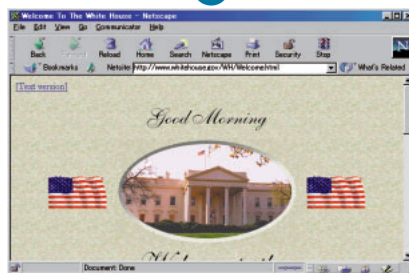 Welcome To The White House - Netscape
File Edit View Go Communicator Help
Back Forward Reload Home Search Netscape Print Security Stop
Bookmarks Netsite: http://www.whitehouse.gov/WH/Welcome.html What's Related
[Text version]
Good Morning
Document: Done